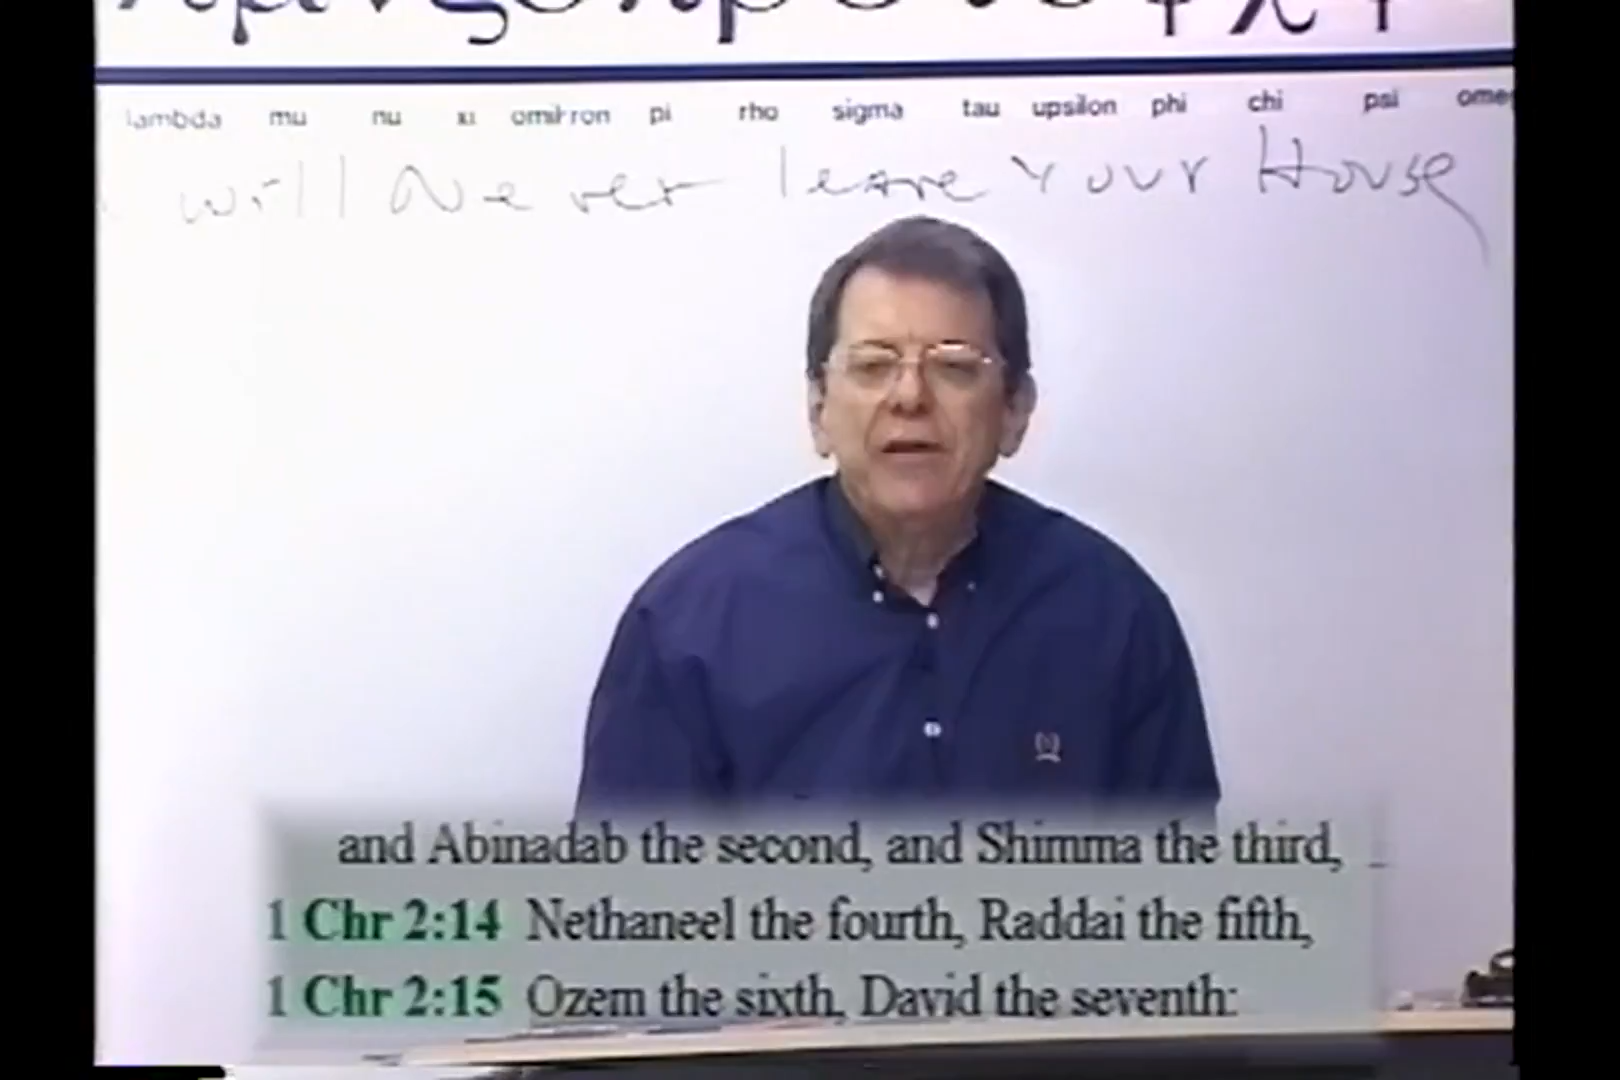 lambda mu nu xi omikron pi rho sigma tau upsilon phi chi psi
will Never leave Your House
and Abinadab the second, and Shimma the third,
1 Chr 2:14 Nethaneel the fourth, Raddai the fifth,
1 Chr 2:15 Ozem the sixth, David the seventh: